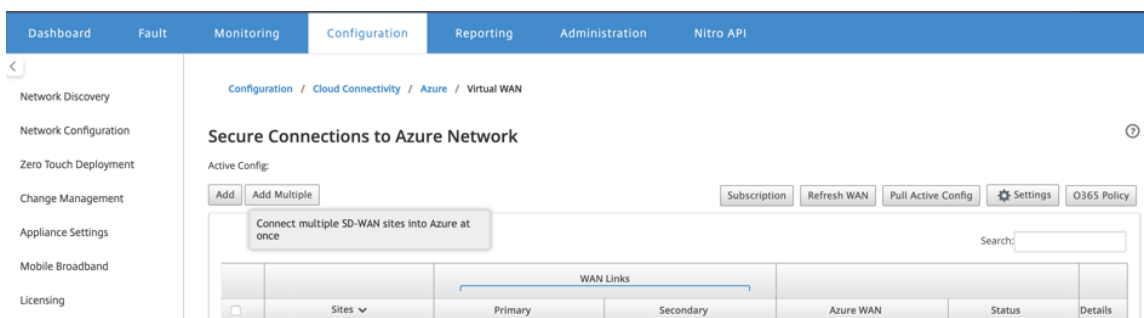 Dashboard Fault Monitoring Configuration Reporting Administration Nitro API
Network Discovery
Network Configuration
Zero Touch Deployment
Change Management
Appliance Settings
Mobile Broadband
Licensing
Configuration / Cloud Connectivity / Azure / Virtual WAN
Secure Connections to Azure Network
Active Config:
Add Add Multiple Subscription Refresh WAN Pull Active Config Settings O365 Policy
Connect multiple SD-WAN sites into Azure at
once
Search:
WAN Links
Sites Primary Secondary Azure WAN Status Details